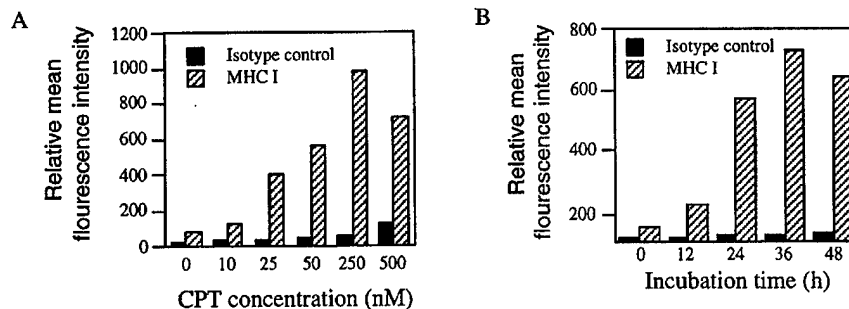 A
Relative mean
flourescence intensity
1200
1000
800
600
400
200
0
Isotype control
MHC I
0 10 25 50 250 500
CPT concentration (nM)
B
Relative mean
flourescence intensity
800
600
400
200
Isotype control
MHC I
0 12 24 36 48
Incubation time (h)